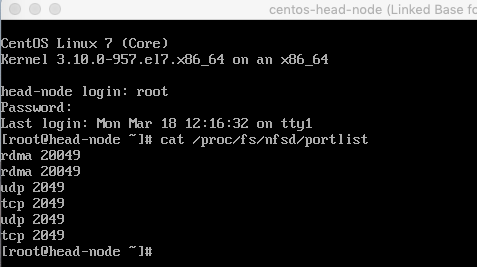 centos-head-node (Linked Base fo
CentOS Linux 7 (Core)
Kernel 3.10.0-957.el7.x86_64 on an x86_64
head-node login: root
Password:
Last login: Mon Mar 18 12:16:32 on tty1
[root@head-node ~]# cat /proc/fs/nfsd/portlist
rdma 20049
rdma 20049
udp 2049
tcp 2049
udp 2049
tcp 2049
[root@head-node ~]#